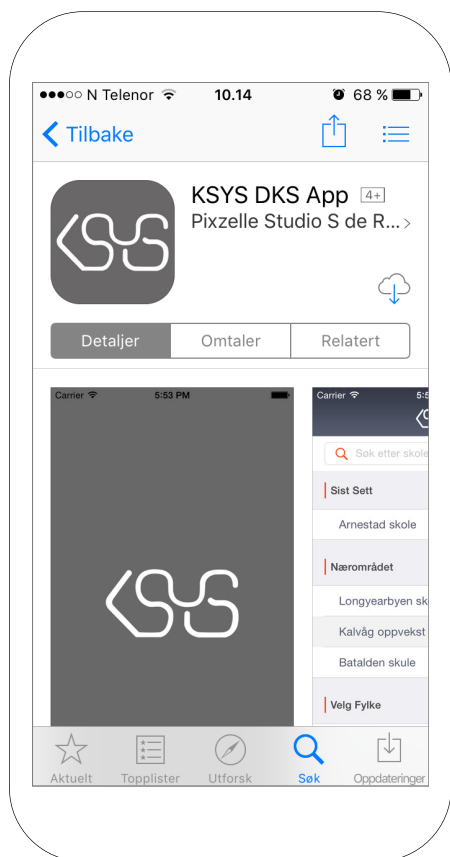 N Telenor 10.14 68 %
Tilbake
KSYS DKS App 4+
Pixzelle Studio S de R...
KSYS
Detaljer Omtaler Relatert
Carrier 5:53 PM
KSYS
Carrier
Søk etter skole
Sist Sett
Arnestad skole
Nærområdet
Longyearbyen
Kalvåg oppvekst
Batalden skule
Velg Fylke
Aktuelt Topplister Utforsk Søk Oppdateringer